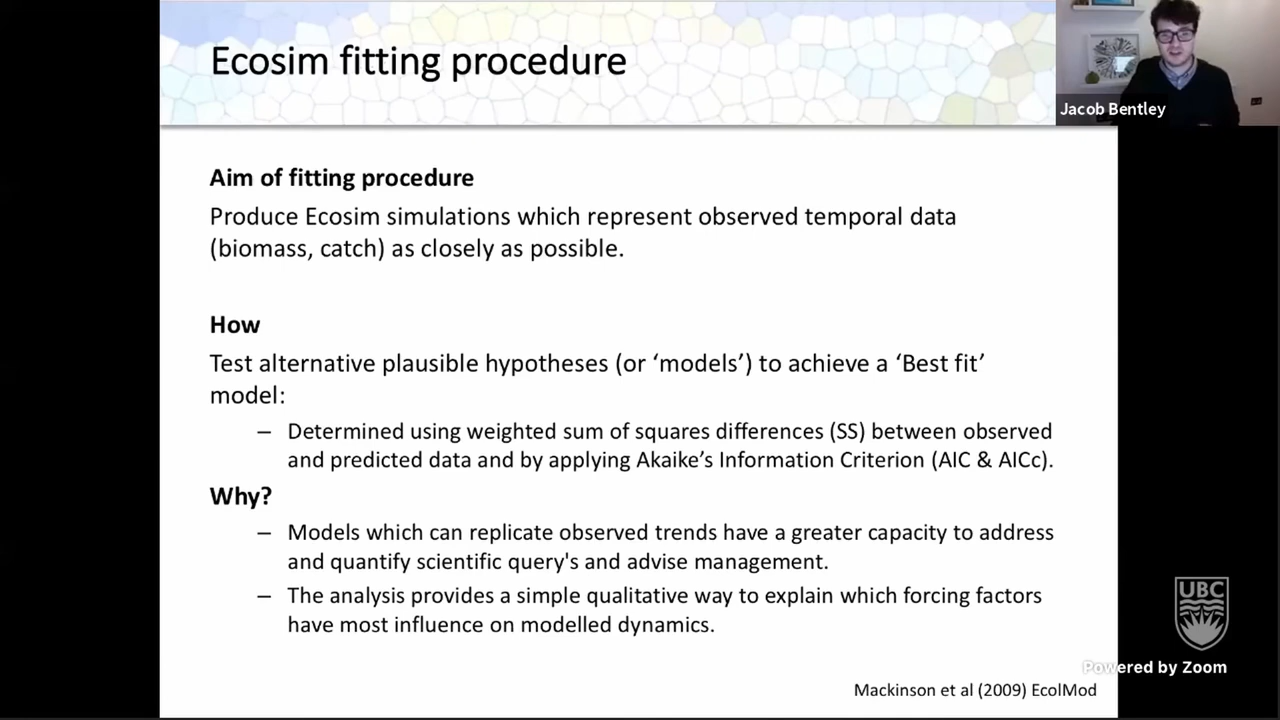 Ecosim fitting procedure
Jacob Bentley
Aim of fitting procedure
Produce Ecosim simulations which represent observed temporal data
(biomass, catch) as closely as possible.
How
Test alternative plausible hypotheses (or ‘models’) to achieve a ‘Best fit’
model:
– Determined using weighted sum of squares differences (SS) between observed
and predicted data and by applying Akaike’s Information Criterion (AIC & AICc).
Why?
– Models which can replicate observed trends have a greater capacity to address
and quantify scientific query's and advise management.
– The analysis provides a simple qualitative way to explain which forcing factors
have most influence on modelled dynamics.
UBC
Powered by Zoom
Mackinson et al (2009) EcolMod